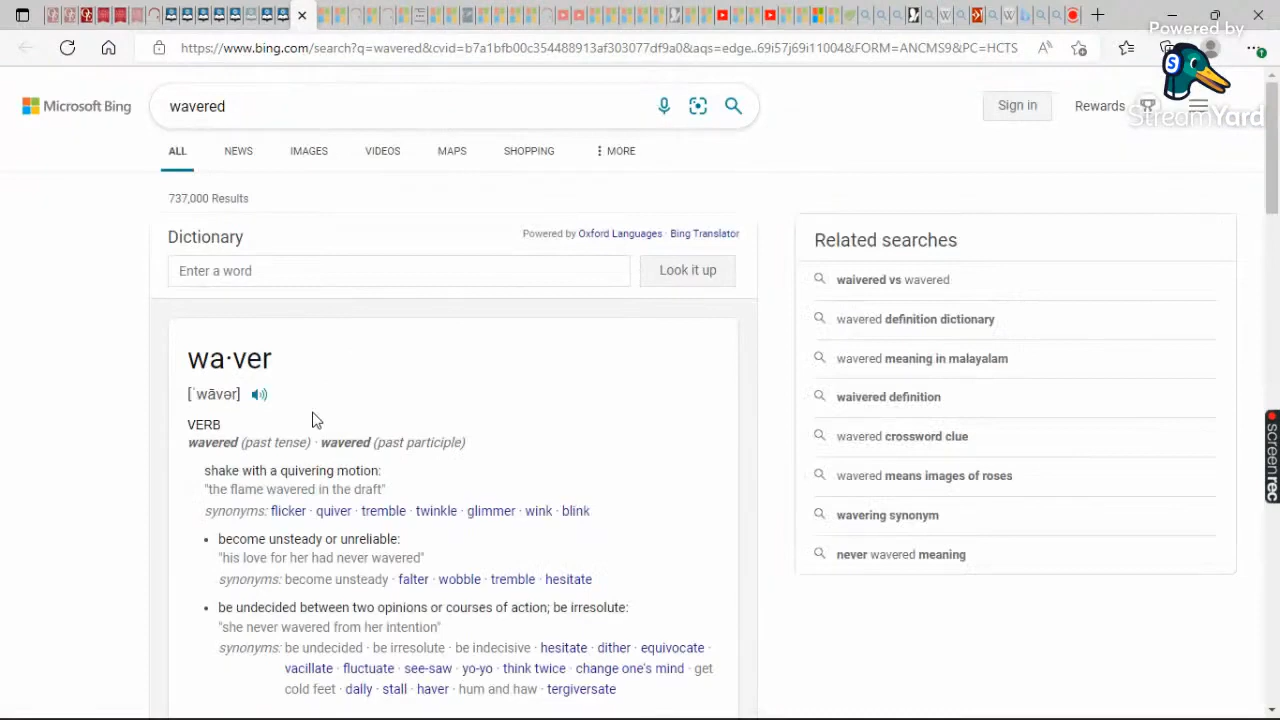 Powered by
StreamYard
https://www.bing.com/search?q=wavered&cvid=b7a1bfb00c354488913af303077df9a0&aqs=edge...69i57j69i11004&FORM=ANCMS9&PC=HCTS
Microsoft Bing
wavered
Sign in
Rewards
ALL
NEWS
IMAGES
VIDEOS
MAPS
SHOPPING
MORE
737,000 Results
Dictionary
Powered by Oxford Languages · Bing Translator
Enter a word
Look it up
wa·ver
[ˈwāvər]
VERB
wavered (past tense) · wavered (past participle)
shake with a quivering motion:
"the flame wavered in the draft"
synonyms: flicker · quiver · tremble · twinkle · glimmer · wink · blink
• become unsteady or unreliable:
"his love for her had never wavered"
synonyms: become unsteady · falter · wobble · tremble · hesitate
• be undecided between two opinions or courses of action; be irresolute:
"she never wavered from her intention"
synonyms: be undecided · be irresolute · be indecisive · hesitate · dither · equivocate ·
vacillate · fluctuate · see-saw · yo-yo · think twice · change one's mind · get
cold feet · dally · stall · haver · hum and haw · tergiversate
Related searches
waivered vs wavered
wavered definition dictionary
wavered meaning in malayalam
waivered definition
wavered crossword clue
wavered means images of roses
wavering synonym
never wavered meaning
screenrec